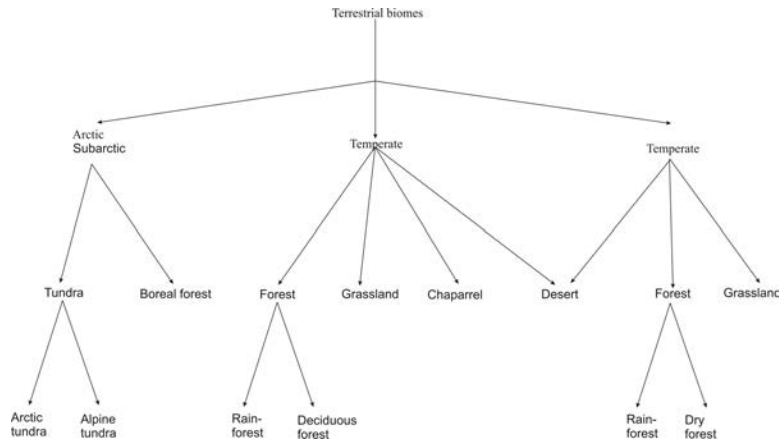 Terrestrial biomes
Arctic
Subarctic
Temperate
Temperate
Tundra
Boreal forest
Forest
Grassland
Chaparrel
Desert
Forest
Grassland
Arctic
tundra
Alpine
tundra
Rain-
forest
Deciduous
forest
Rain-
forest
Dry
forest